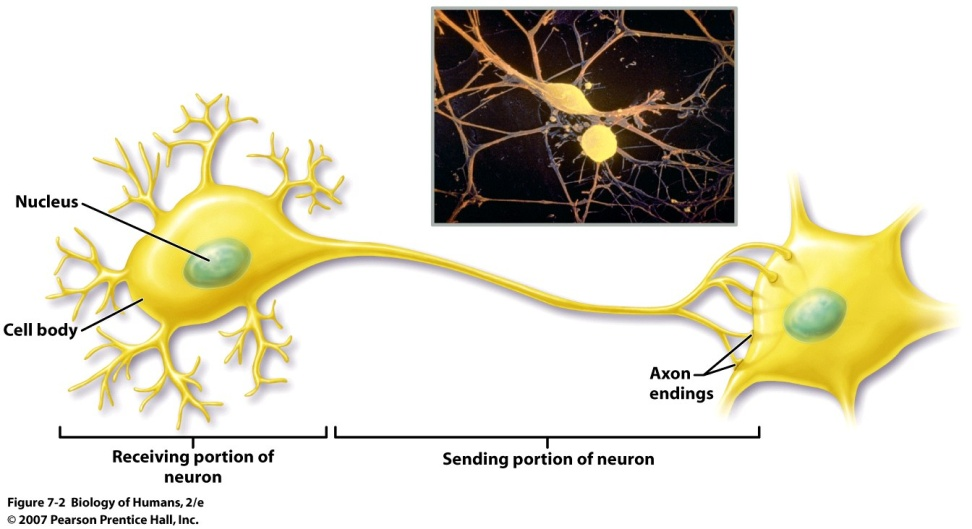 Nucleus
Cell body
Axon
endings
Receiving portion of
neuron
Sending portion of neuron
Figure 7-2 Biology of Humans, 2/e
© 2007 Pearson Prentice Hall, Inc.